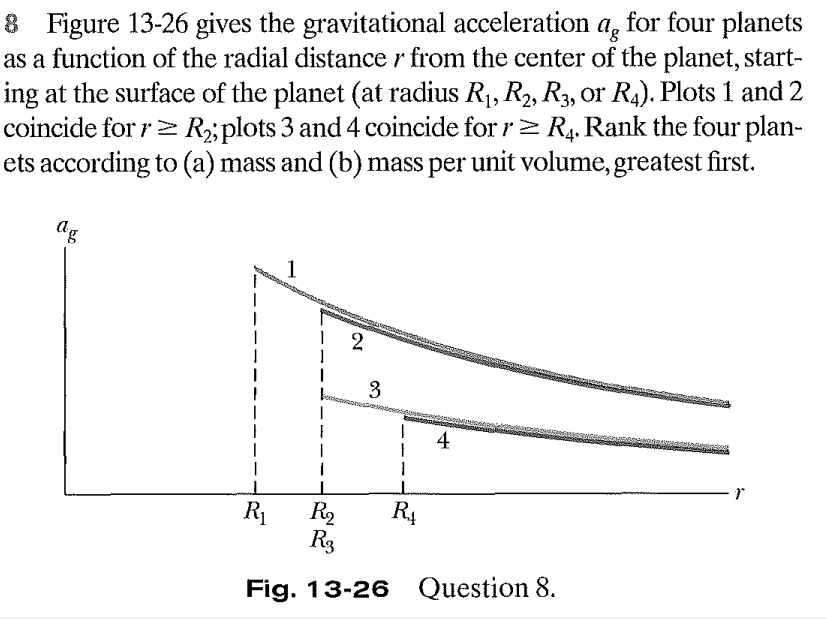 8 Figure 13-26 gives the gravitational acceleration a_g for four planets
as a function of the radial distance r from the center of the planet, start-
ing at the surface of the planet (at radius R₁, R₂, R₃, or R₄). Plots 1 and 2
coincide for r ≥ R₂; plots 3 and 4 coincide for r ≥ R₄. Rank the four plan-
ets according to (a) mass and (b) mass per unit volume, greatest first.
a_g
1
2
3
4
r
R₁ R₂ R₄
R₃
Fig. 13-26 Question 8.